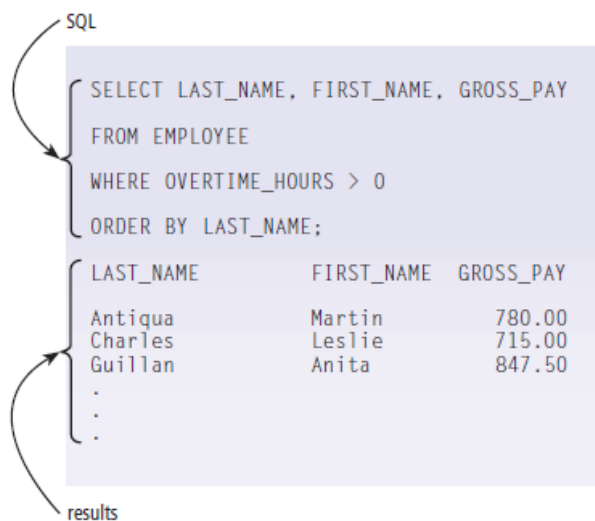 SQL
SELECT LAST_NAME, FIRST_NAME, GROSS_PAY
FROM EMPLOYEE
WHERE OVERTIME_HOURS > 0
ORDER BY LAST_NAME;
LAST_NAME FIRST_NAME GROSS_PAY
Antiqua Martin 780.00
Charles Leslie 715.00
Guillan Anita 847.50
.
.
.
results